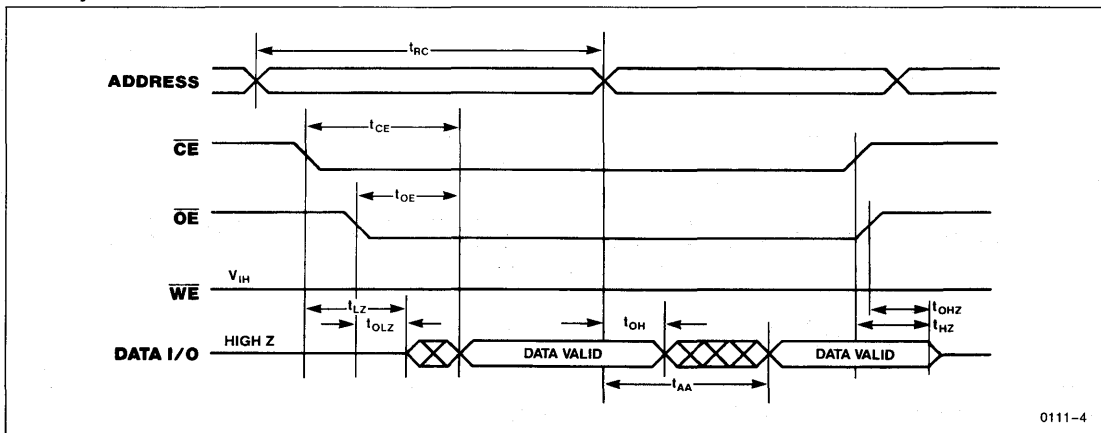 tRC
ADDRESS
tCE
CE
tOE
OE
VIH
WE
tLZ
tOHZ
tOLZ
tOH
tHZ
DATA I/O HIGH Z DATA VALID DATA VALID
tAA
0111–4